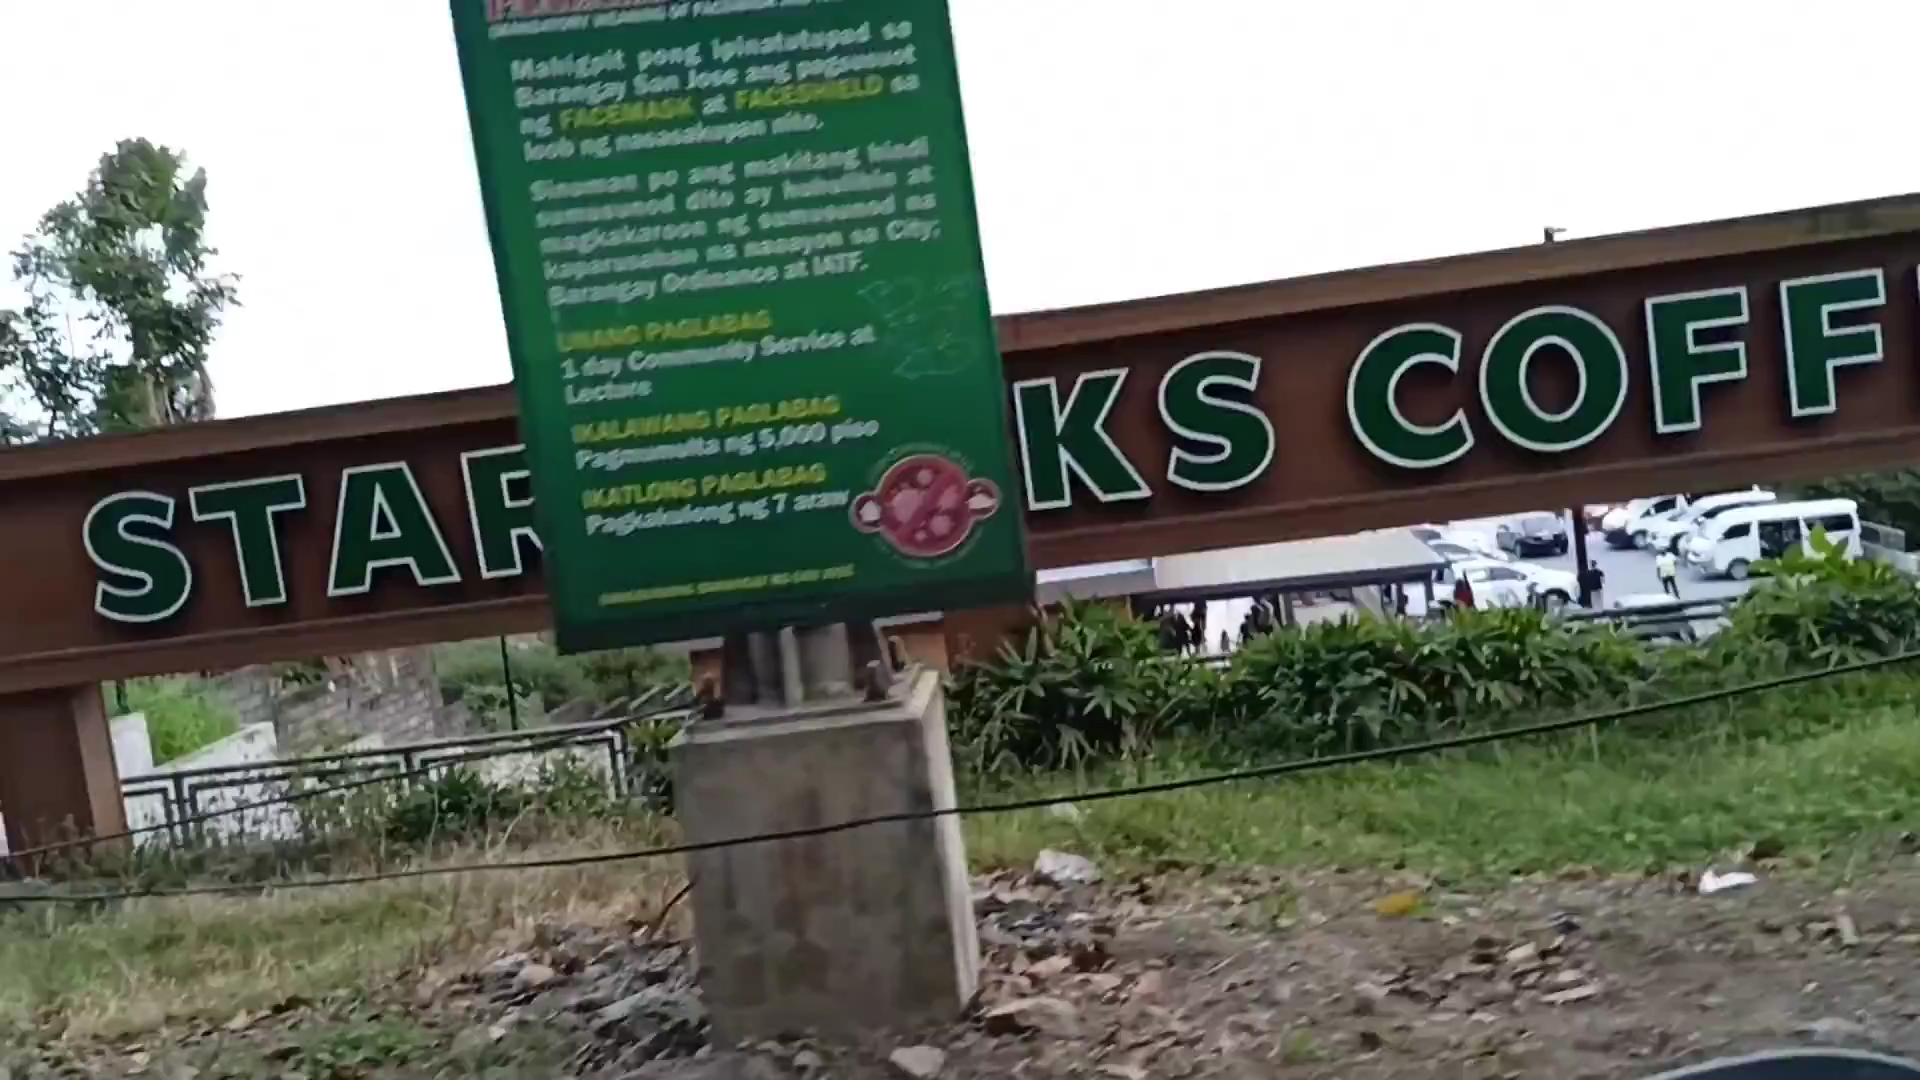 Mahigpit pong ipinatutupad sa
Barangay San Jose ang pagsusuot
ng FACEMASK at FACESHIELD sa
loob ng nasasakupan nito.
Sinuman po ang makitang hindi
sumusunod dito ay huhulihin at
magkakaroon ng sumusunod na
kaparusahan na naaayon sa City,
Barangay Ordinance at IATF.
UNANG PAGLABAG
1 day Community Service at
Lecture
IKALAWANG PAGLABAG
Pagmumulta ng 5,000 piso
IKATLONG PAGLABAG
Pagkakulong ng 7 araw
STAR KS COFF